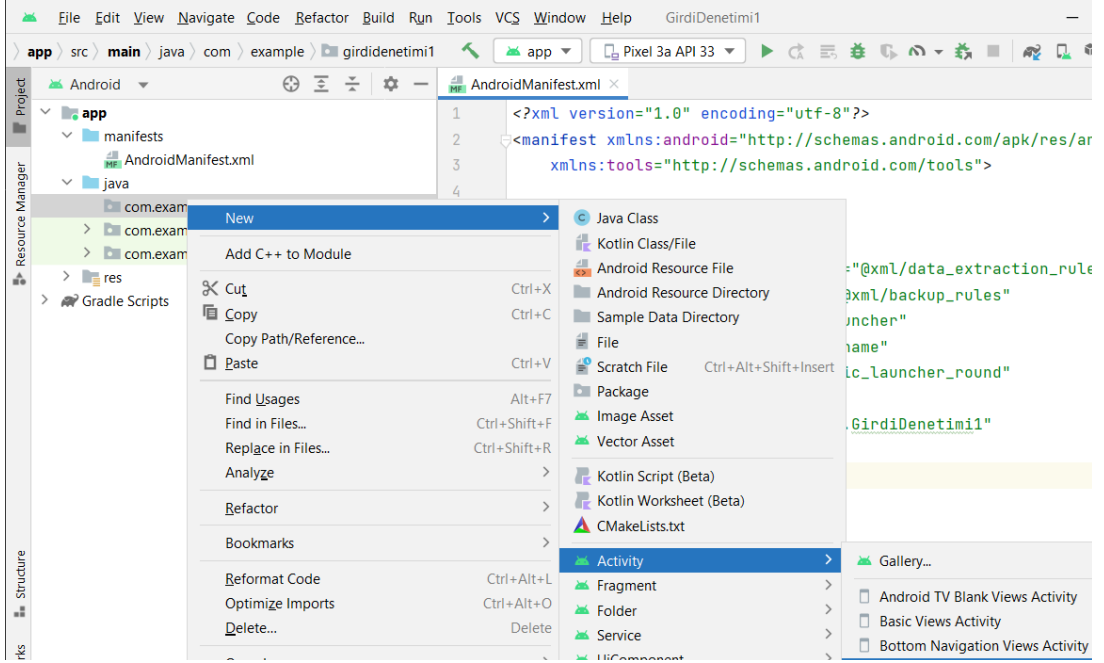 File Edit View Navigate Code Refactor Build Run Tools VCS Window Help GirdiDenetimi1
app src main java com example girdidenetimi1 app Pixel 3a API 33
Project
Android
AndroidManifest.xml
app
manifests
AndroidManifest.xml
java
com.exam
com.exam
com.exam
res
Gradle Scripts
Resource Manager
Structure
1 <?xml version="1.0" encoding="utf-8"?>
2 <manifest xmlns:android="http://schemas.android.com/apk/res/an
3 xmlns:tools="http://schemas.android.com/tools">
4
="@xml/data_extraction_rule
@xml/backup_rules"
uncher"
name"
ic_launcher_round"
.GirdiDenetimi1"
New
Add C++ to Module
Cut Ctrl+X
Copy Ctrl+C
Copy Path/Reference...
Paste Ctrl+V
Find Usages Alt+F7
Find in Files... Ctrl+Shift+F
Replace in Files... Ctrl+Shift+R
Analyze
Refactor
Bookmarks
Reformat Code Ctrl+Alt+L
Optimize Imports Ctrl+Alt+O
Delete... Delete
Java Class
Kotlin Class/File
Android Resource File
Android Resource Directory
Sample Data Directory
File
Scratch File Ctrl+Alt+Shift+Insert
Package
Image Asset
Vector Asset
Kotlin Script (Beta)
Kotlin Worksheet (Beta)
CMakeLists.txt
Activity
Fragment
Folder
Service
UiComponent
Gallery...
Android TV Blank Views Activity
Basic Views Activity
Bottom Navigation Views Activity